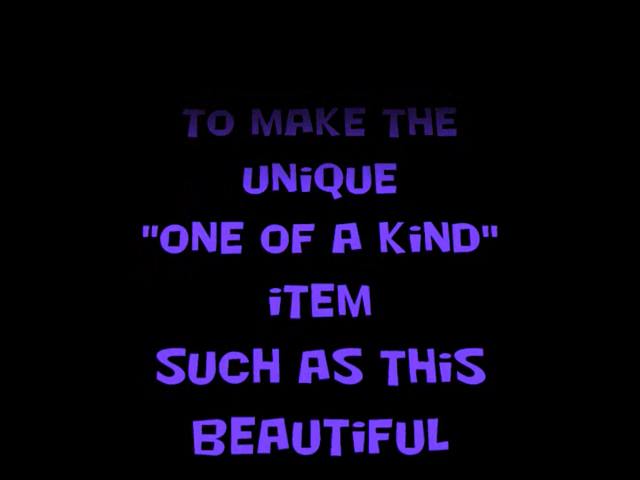 TO MAKE THE
UNiQUE
"ONE OF A KiND"
iTEM
SUCH AS THiS
BEAUTiFUL